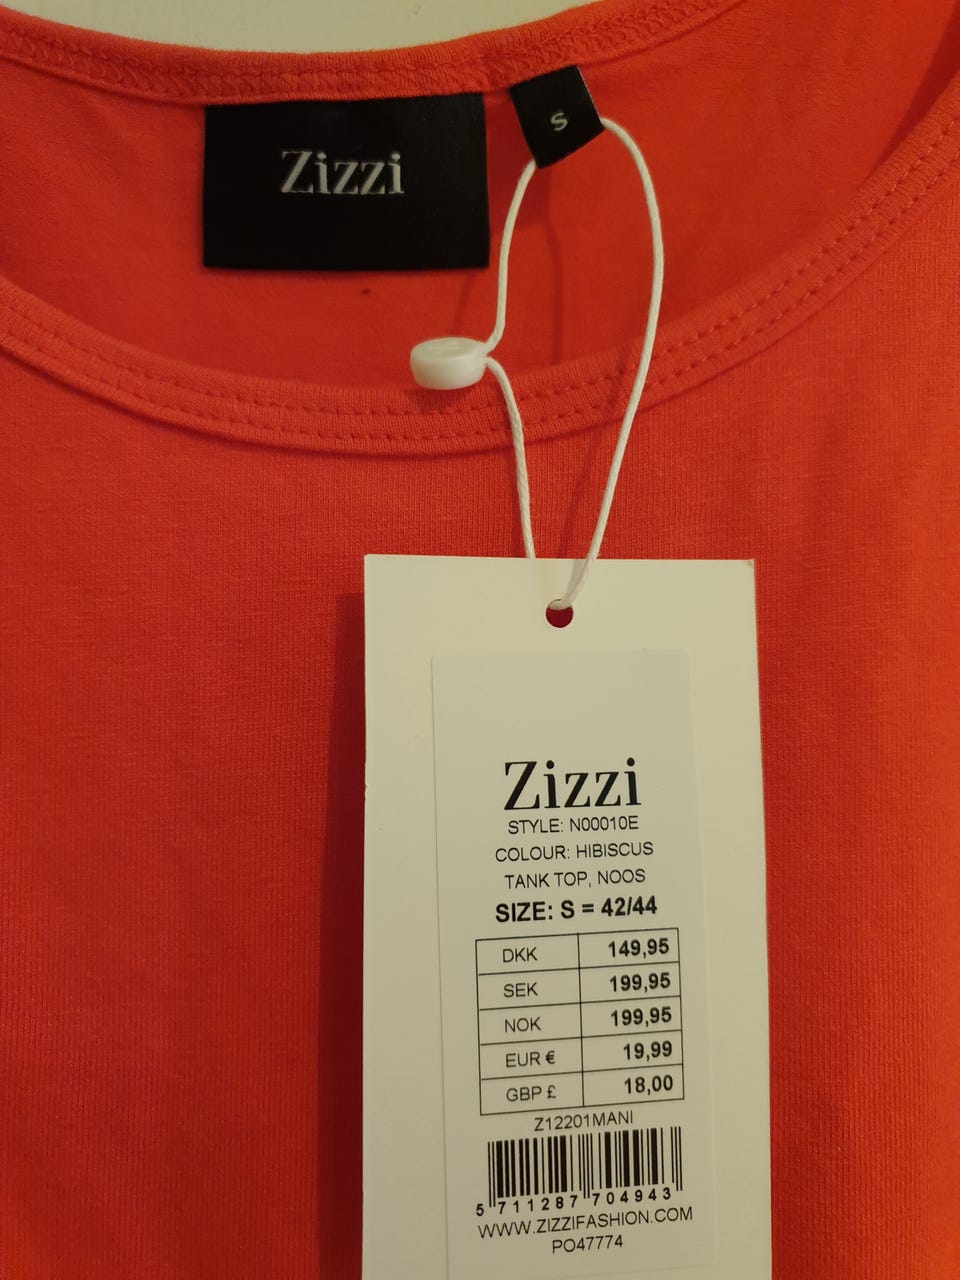 Zizzi
S
Zizzi
STYLE: N00010E
COLOUR: HIBISCUS
TANK TOP, NOOS
SIZE: S = 42/44
DKK 149,95
SEK 199,95
NOK 199,95
EUR € 19,99
GBP £ 18,00
Z12201MANI
5 711287 704943
WWW.ZIZZIFASHION.COM
PO47774